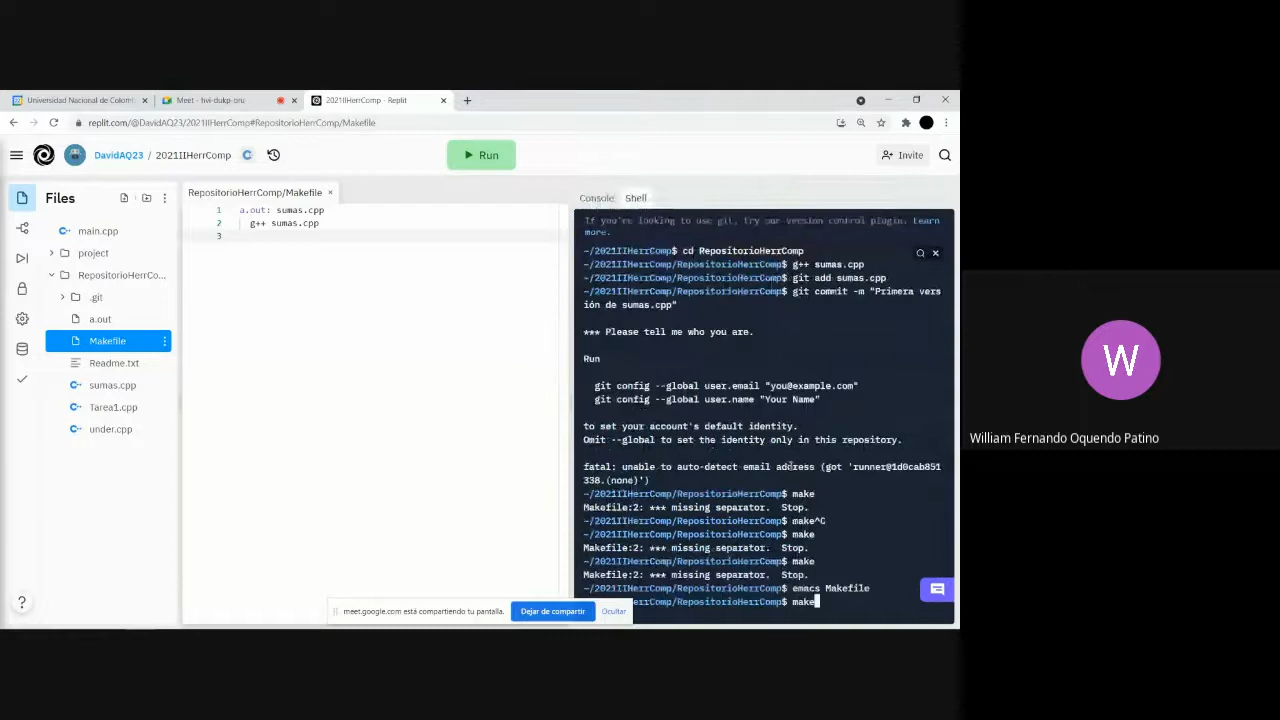 Universidad Nacional de Colom
Meet - hvi-dukp-oru
2021IIHerrComp - Replit
replit.com/@DavidAQ23/2021IIHerrComp#RepositorioHerrComp/Makefile
DavidAQ23 / 2021IIHerrComp
Run
Invite
Files
main.cpp
project
RepositorioHerrCo...
.git
a.out
Makefile
Readme.txt
sumas.cpp
Tarea1.cpp
under.cpp
RepositorioHerrComp/Makefile
1 a.out: sumas.cpp
2 g++ sumas.cpp
3
Console Shell
If you're looking to use git, try our version control plugin. Learn
more.
~/2021IIHerrComp$ cd RepositorioHerrComp
~/2021IIHerrComp/RepositorioHerrComp$ g++ sumas.cpp
~/2021IIHerrComp/RepositorioHerrComp$ git add sumas.cpp
~/2021IIHerrComp/RepositorioHerrComp$ git commit -m "Primera vers
ión de sumas.cpp"
*** Please tell me who you are.
Run
git config --global user.email "you@example.com"
git config --global user.name "Your Name"
to set your account's default identity.
Omit --global to set the identity only in this repository.
fatal: unable to auto-detect email address (got 'runner@1d0cab851
338.(none)')
~/2021IIHerrComp/RepositorioHerrComp$ make
Makefile:2: *** missing separator. Stop.
~/2021IIHerrComp/RepositorioHerrComp$ make^C
~/2021IIHerrComp/RepositorioHerrComp$ make
Makefile:2: *** missing separator. Stop.
~/2021IIHerrComp/RepositorioHerrComp$ make
Makefile:2: *** missing separator. Stop.
~/2021IIHerrComp/RepositorioHerrComp$ emacs Makefile
errComp/RepositorioHerrComp$ make
meet.google.com está compartiendo tu pantalla.
Dejar de compartir
Ocultar
W
William Fernando Oquendo Patino